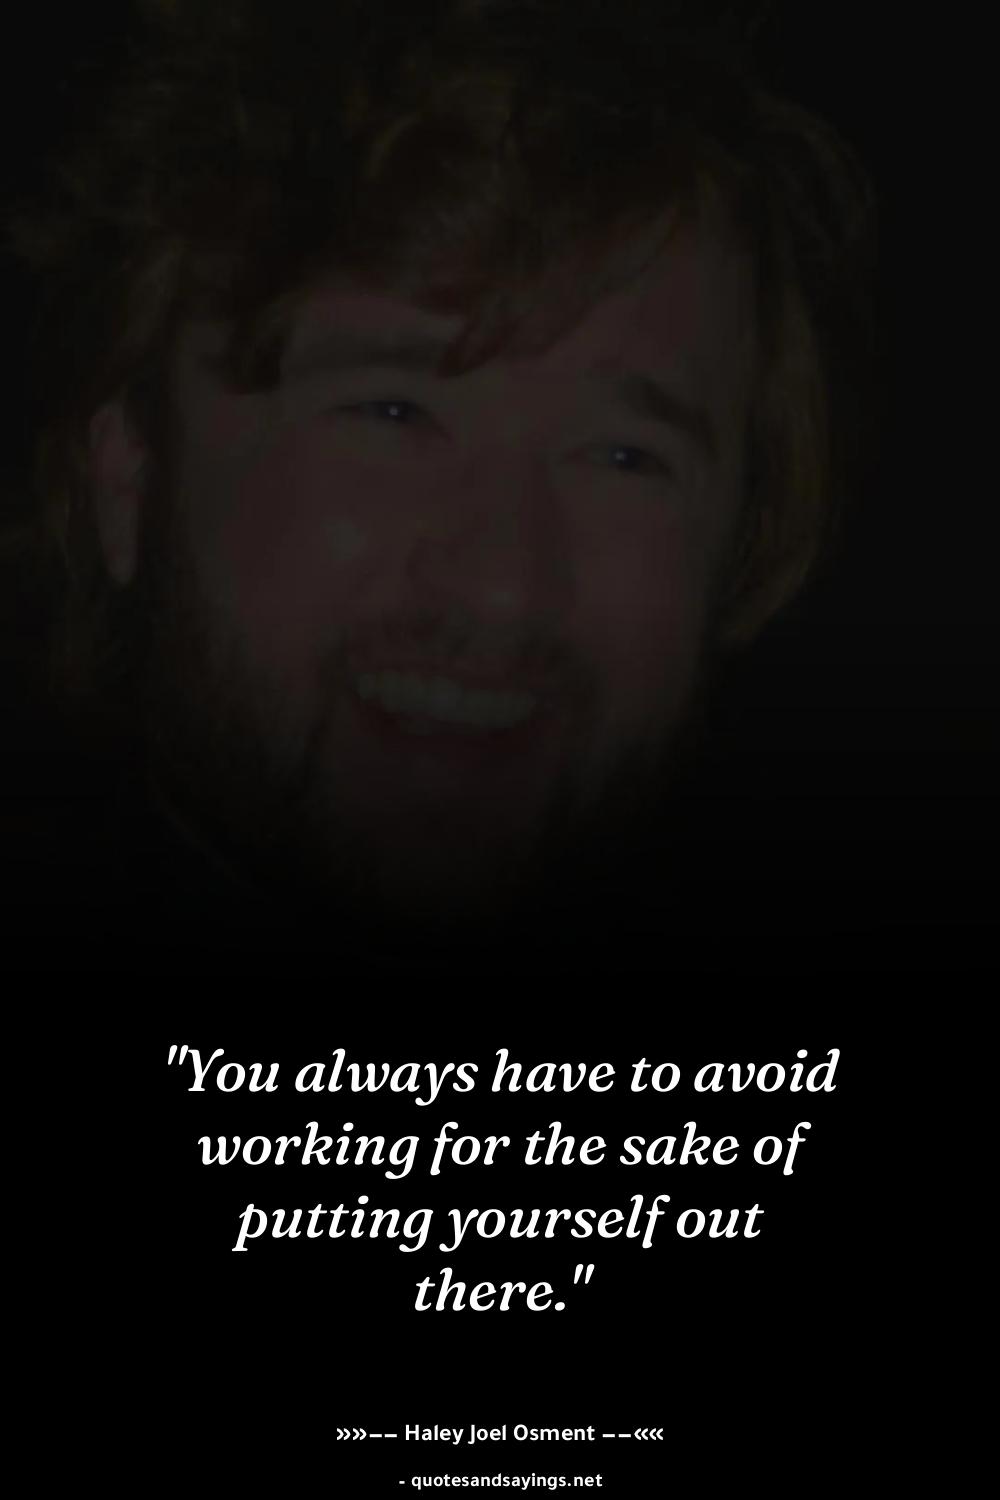 "You always have to avoid
working for the sake of
putting yourself out
there."
»»−− Haley Joel Osment −−««
- quotesandsayings.net